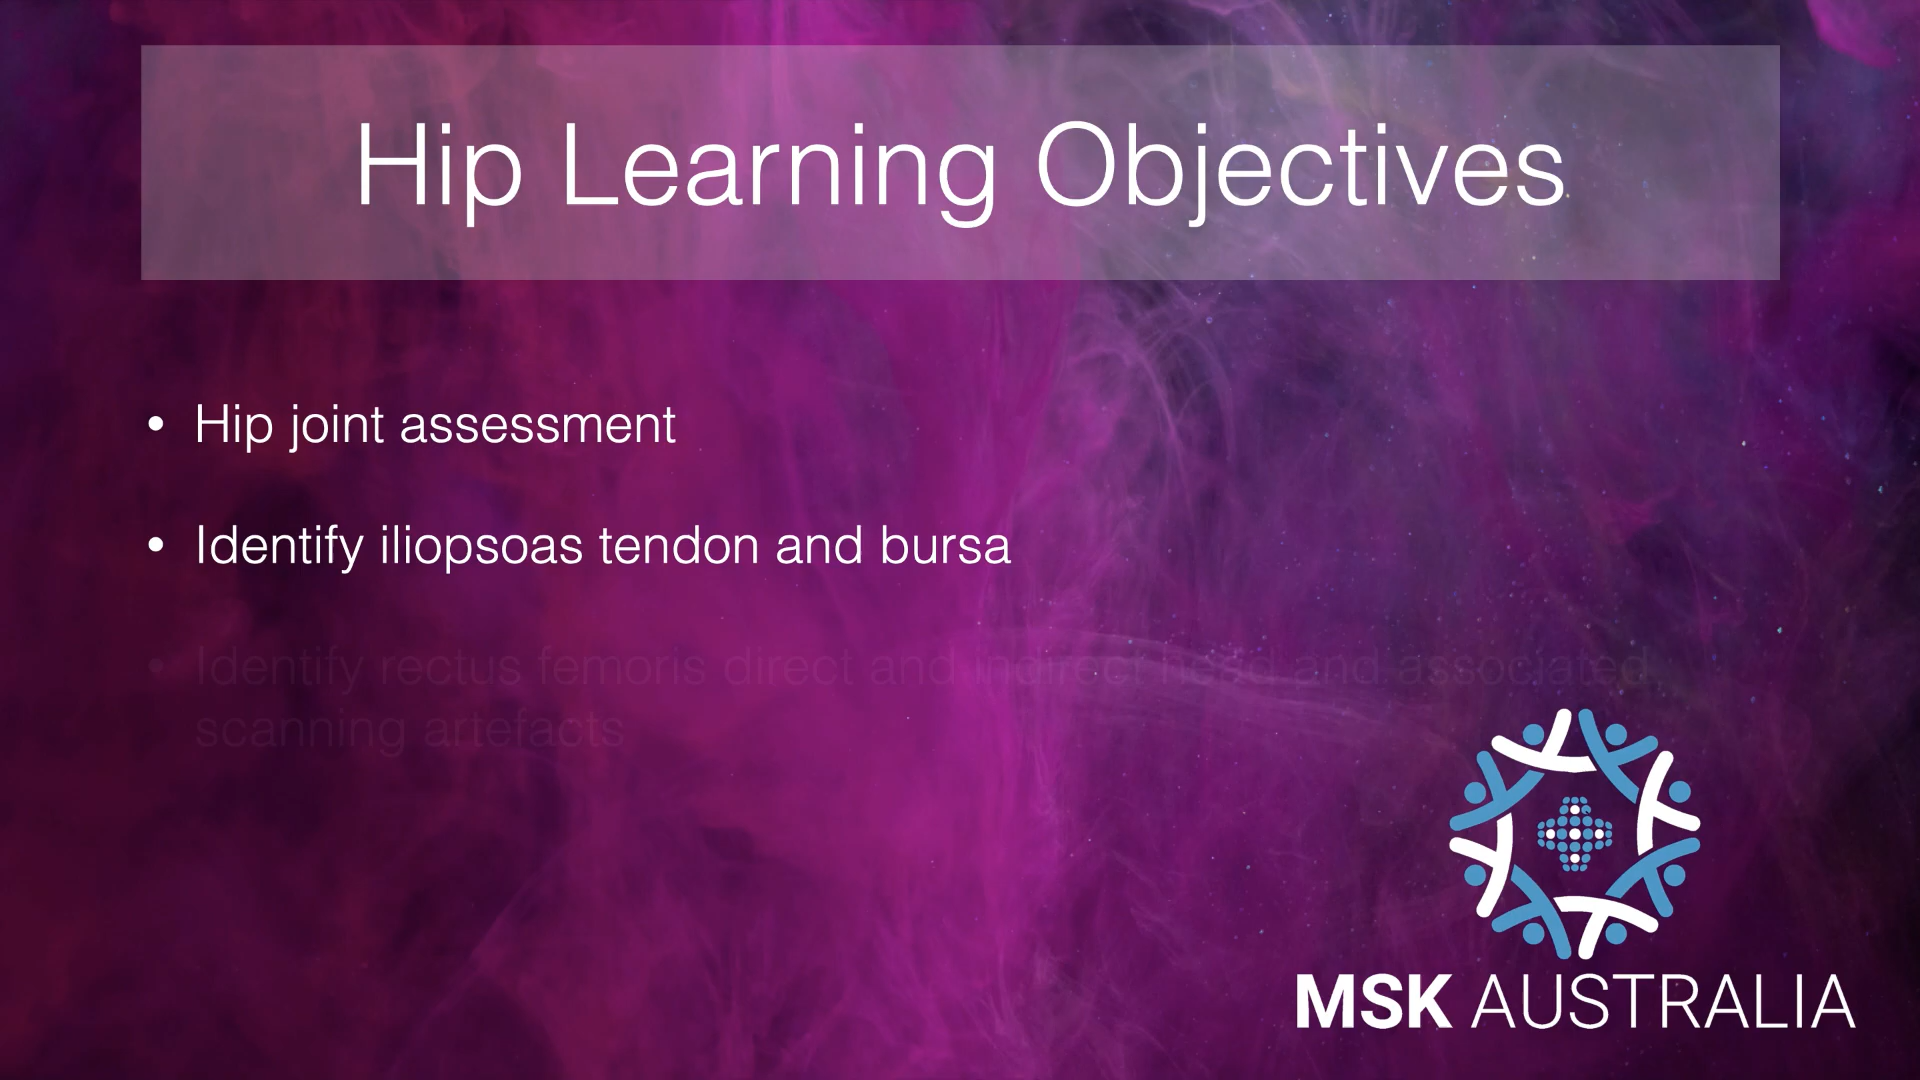 Hip Learning Objectives
• Hip joint assessment
• Identify iliopsoas tendon and bursa
• Identify rectus femoris direct and indirect head and associated
scanning artefacts
MSK AUSTRALIA